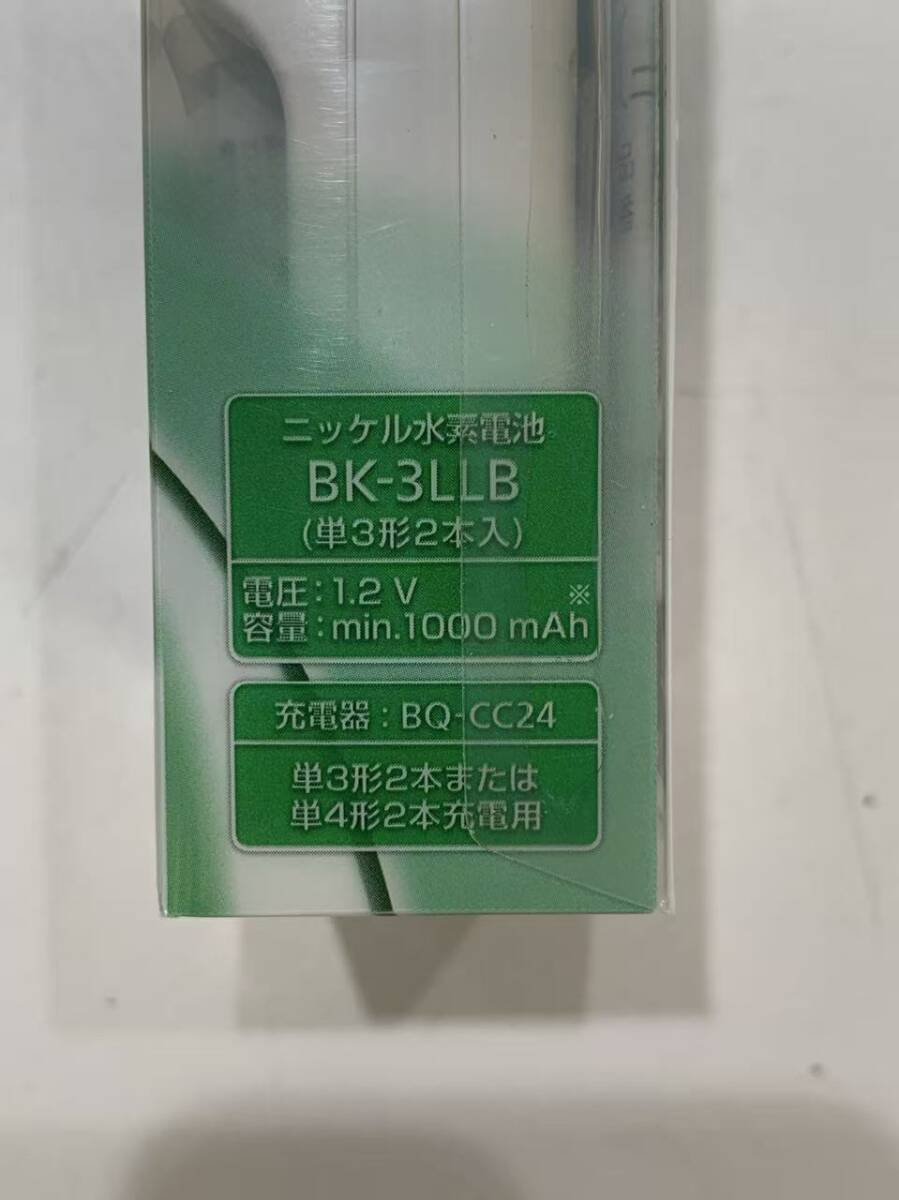 ニッケル水素電池
BK-3LLB
(単3形2本入)
電圧:1.2 V
※
容量:min.1000 mAh
充電器:BQ-CC24
単3形2本または
単4形2本充電用